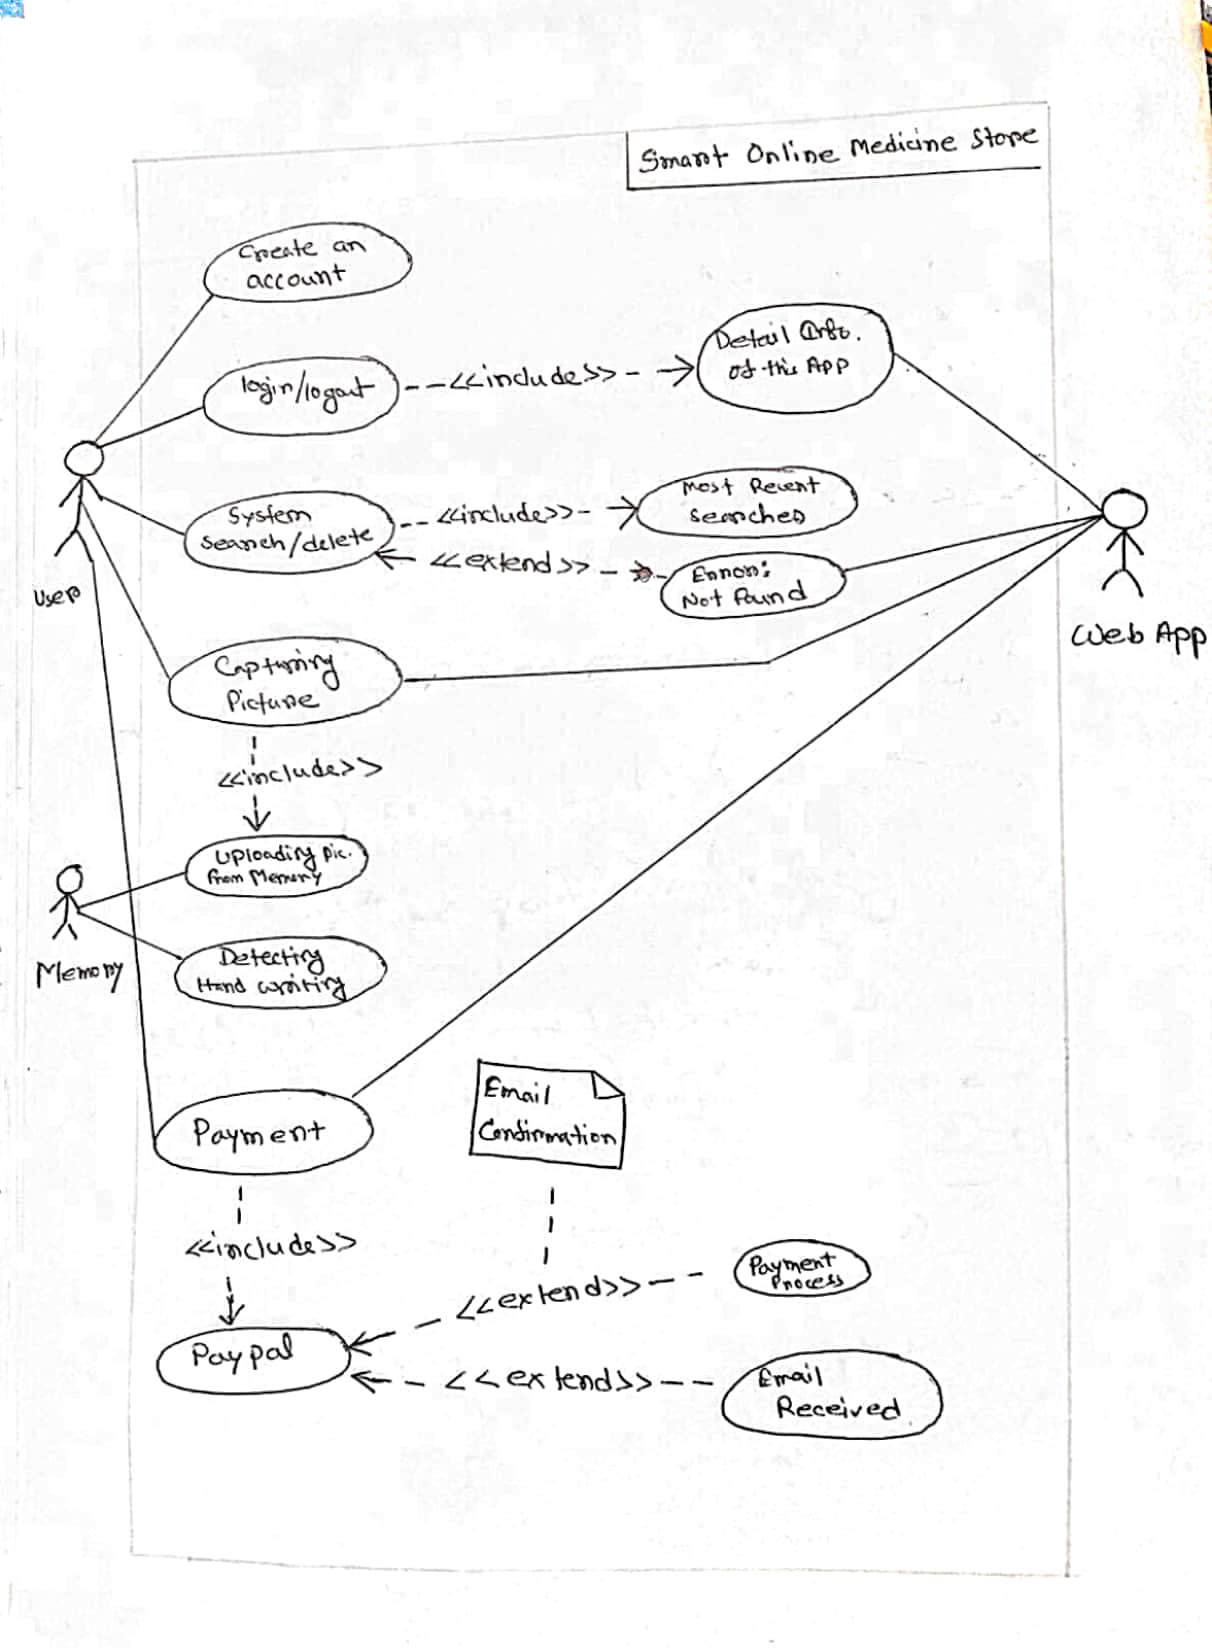 Smart Online Medicine Store
Create an
account
login/logout
<<include>>
Detail Info.
of this App
System
search/delete
<<include>>
Most Recent
Searches
<<extend>>
Error:
Not Found
User
Web App
Capturing
Picture
<<include>>
Uploading pic.
from Memory
Memory
Detecting
Hand writing
Payment
Email
Confirmation
<<include>>
<<extend>>
Payment
Process
Paypal
<<extend>>
Email
Received